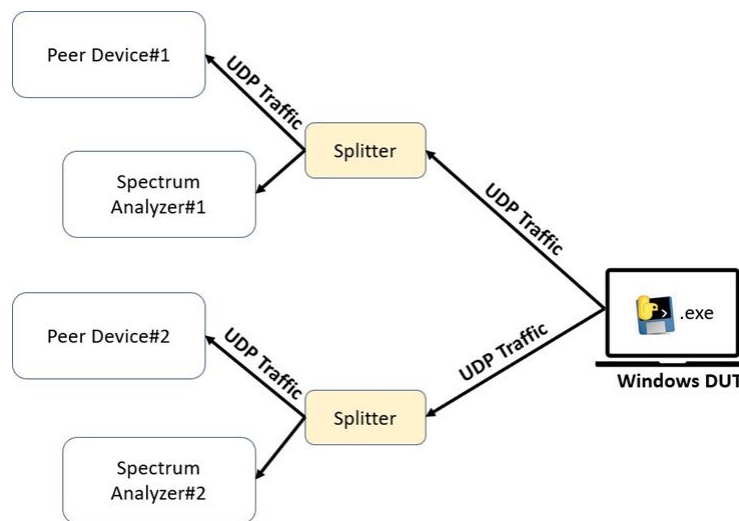 Peer Device#1
UDP Traffic
Splitter
Spectrum
Analyzer#1
UDP Traffic
.exe
Peer Device#2
UDP Traffic
UDP Traffic
Windows DUT
Splitter
Spectrum
Analyzer#2